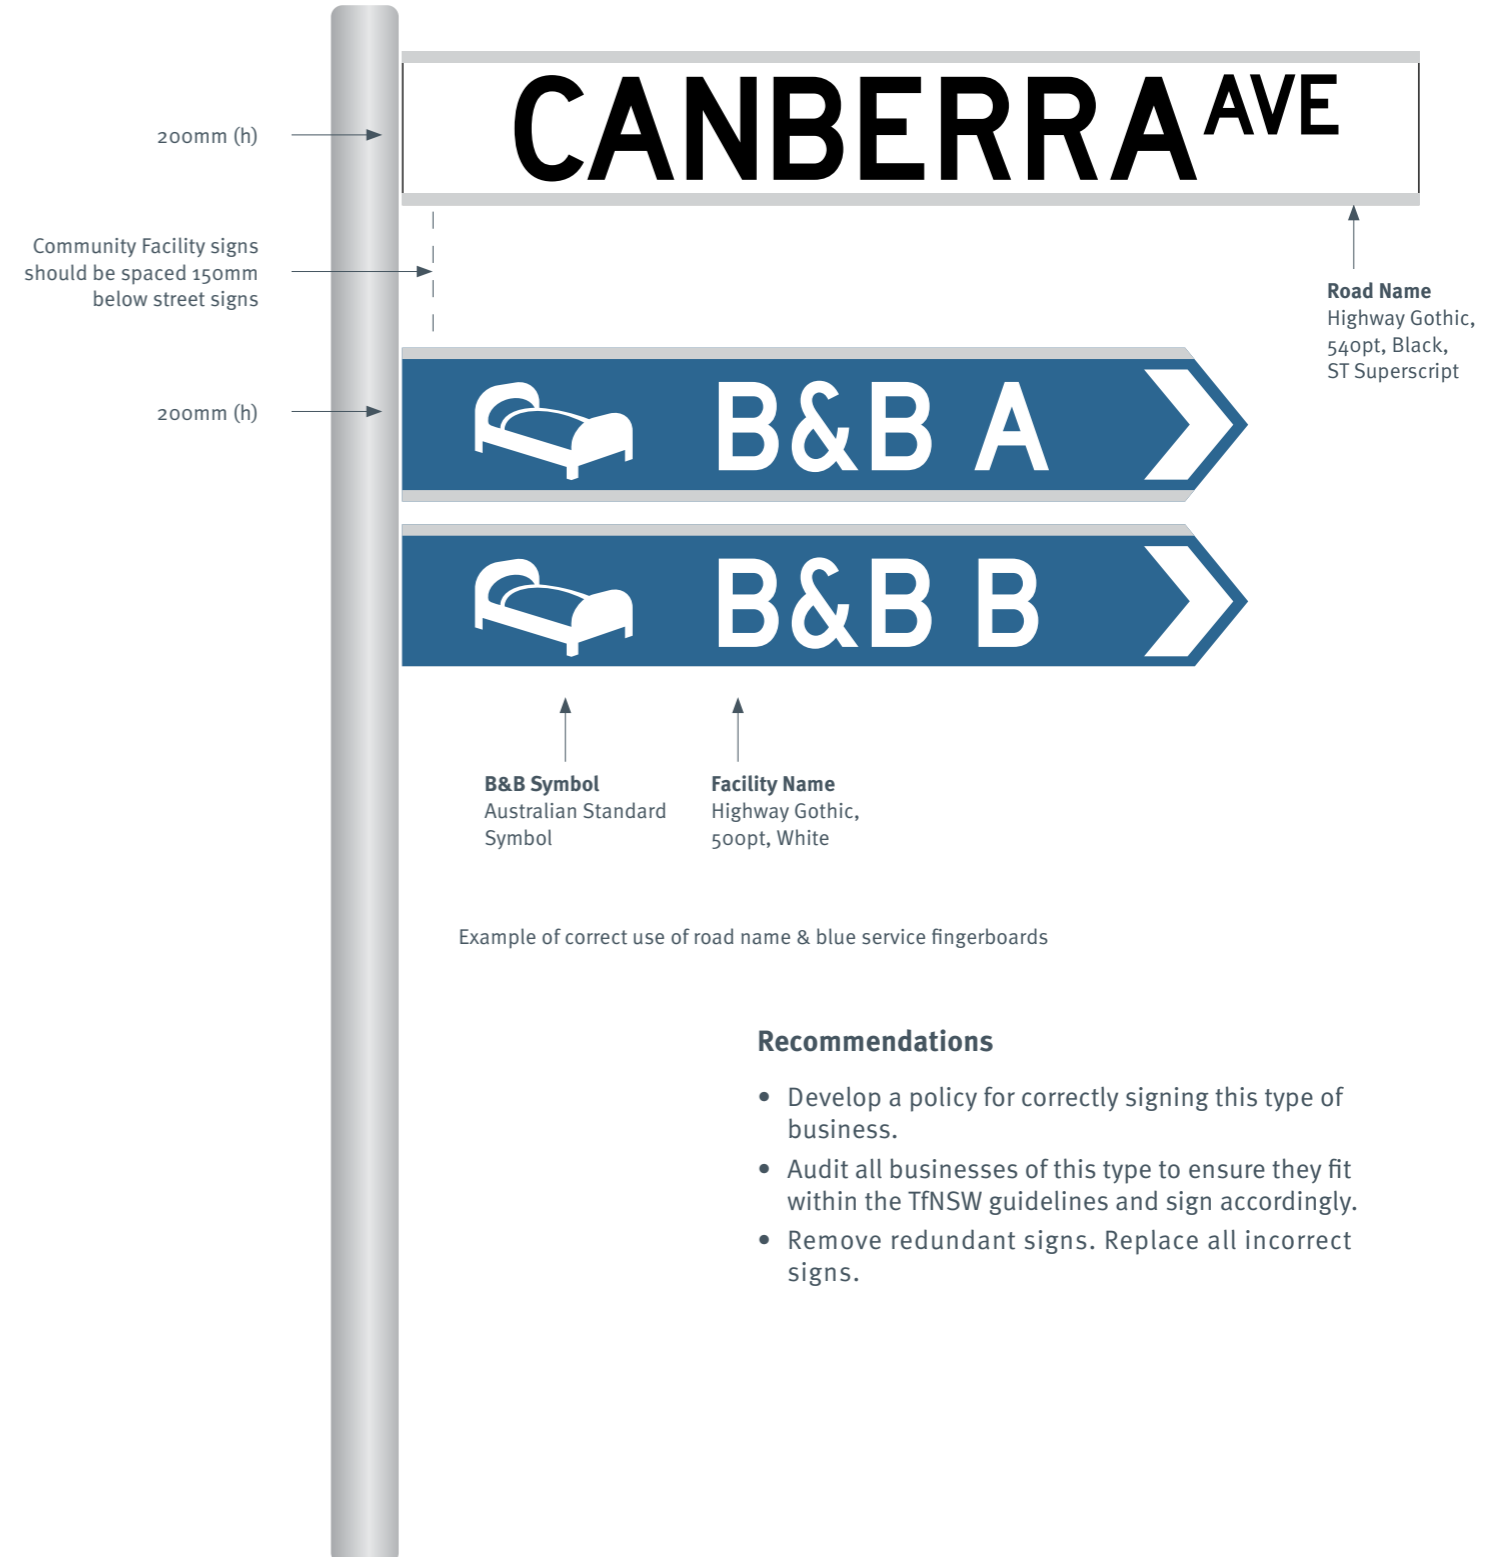 CANBERRA AVE
200mm (h)
Community Facility signs
should be spaced 150mm
below street signs
Road Name
Highway Gothic,
540pt, Black,
ST Superscript
200mm (h)
B&B A
B&B B
B&B Symbol
Australian Standard
Symbol
Facility Name
Highway Gothic,
500pt, White
Example of correct use of road name & blue service fingerboards
Recommendations
• Develop a policy for correctly signing this type of
business.
• Audit all businesses of this type to ensure they fit
within the TfNSW guidelines and sign accordingly.
• Remove redundant signs. Replace all incorrect
signs.